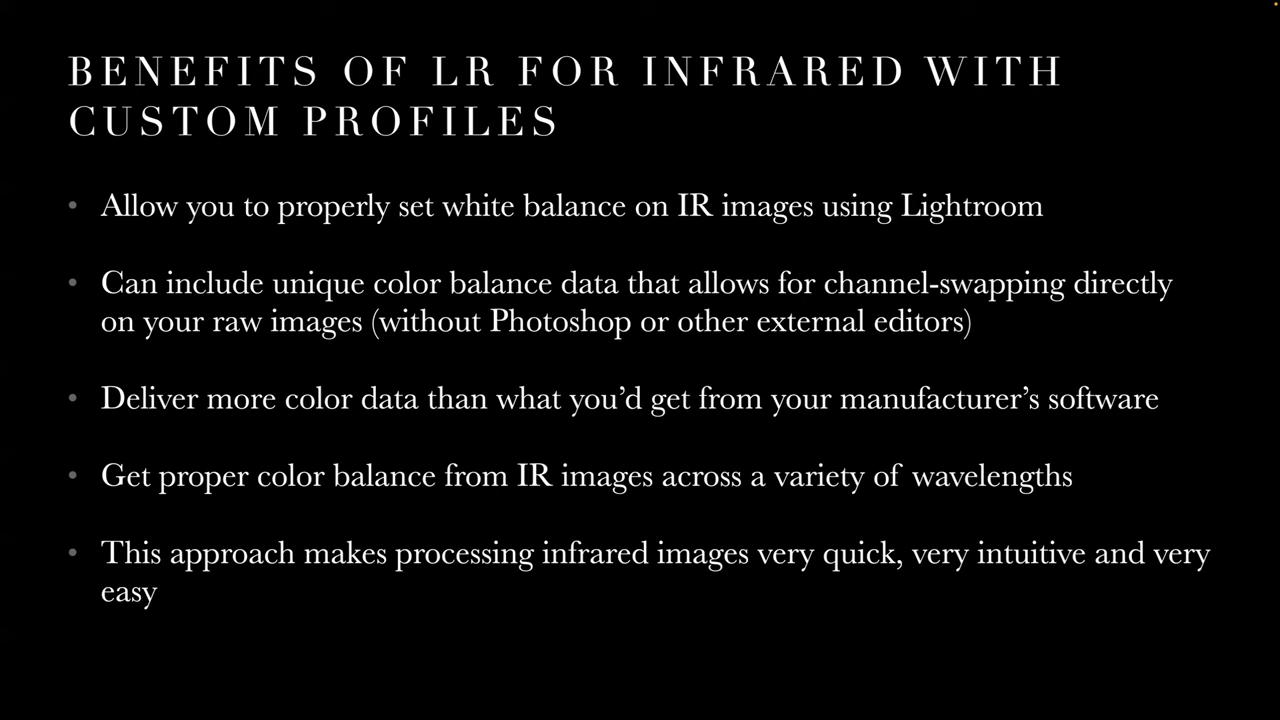 BENEFITS OF LR FOR INFRARED WITH
CUSTOM PROFILES
• Allow you to properly set white balance on IR images using Lightroom
• Can include unique color balance data that allows for channel-swapping directly
on your raw images (without Photoshop or other external editors)
• Deliver more color data than what you’d get from your manufacturer’s software
• Get proper color balance from IR images across a variety of wavelengths
• This approach makes processing infrared images very quick, very intuitive and very
easy